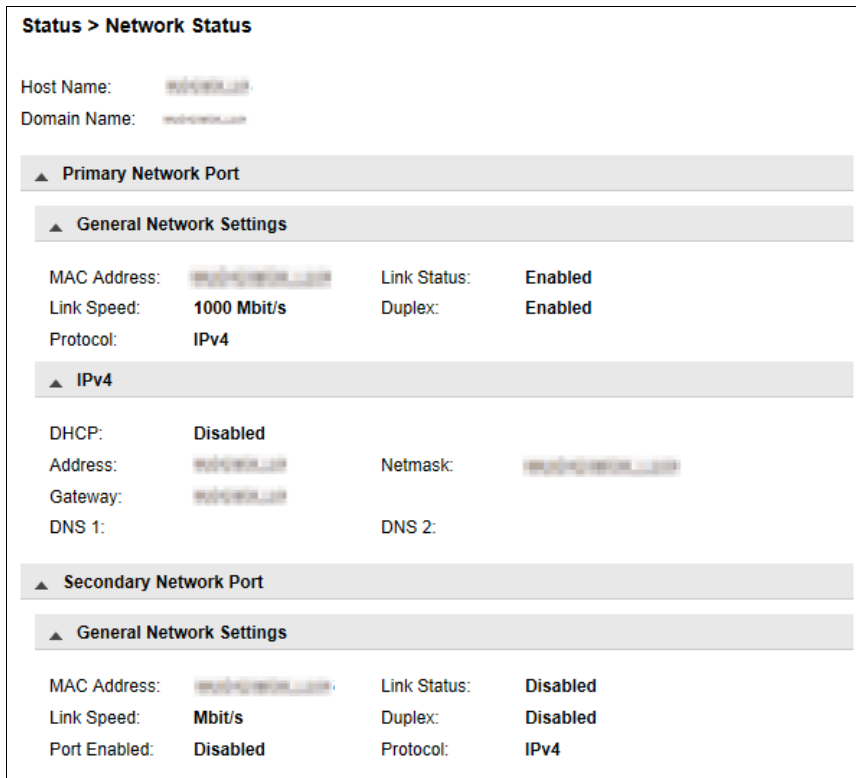 Status > Network Status
Host Name:
Domain Name:
Primary Network Port
General Network Settings
MAC Address: Link Status: Enabled
Link Speed: 1000 Mbit/s Duplex: Enabled
Protocol: IPv4
IPv4
DHCP: Disabled
Address: Netmask:
Gateway:
DNS 1: DNS 2:
Secondary Network Port
General Network Settings
MAC Address: Link Status: Disabled
Link Speed: Mbit/s Duplex: Disabled
Port Enabled: Disabled Protocol: IPv4